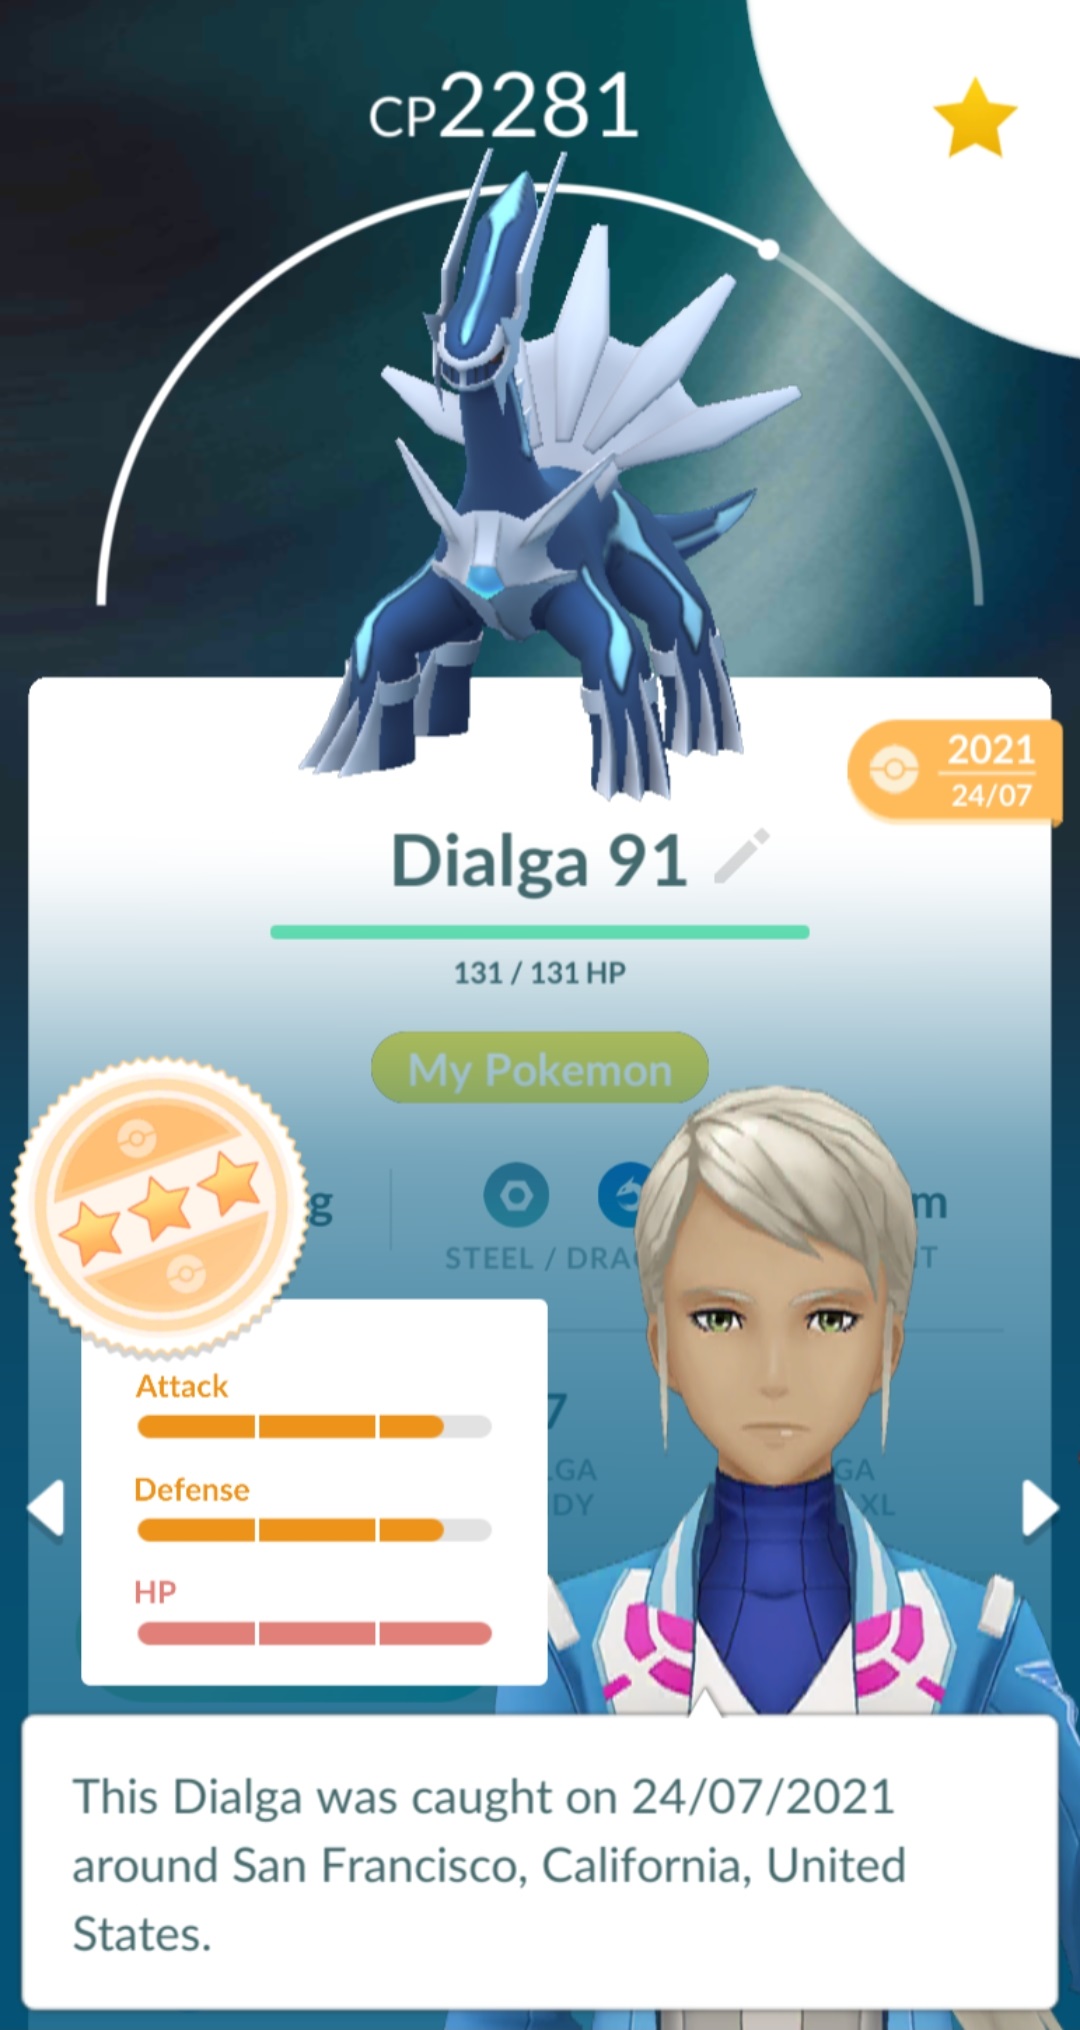 CP2281
2021
24/07
Dialga 91
131 / 131 HP
My Pokemon
g
m
STEEL / DRA
T
Attack
7
LGA
GA
Defense
DY
XL
HP
This Dialga was caught on 24/07/2021
around San Francisco, California, United
States.